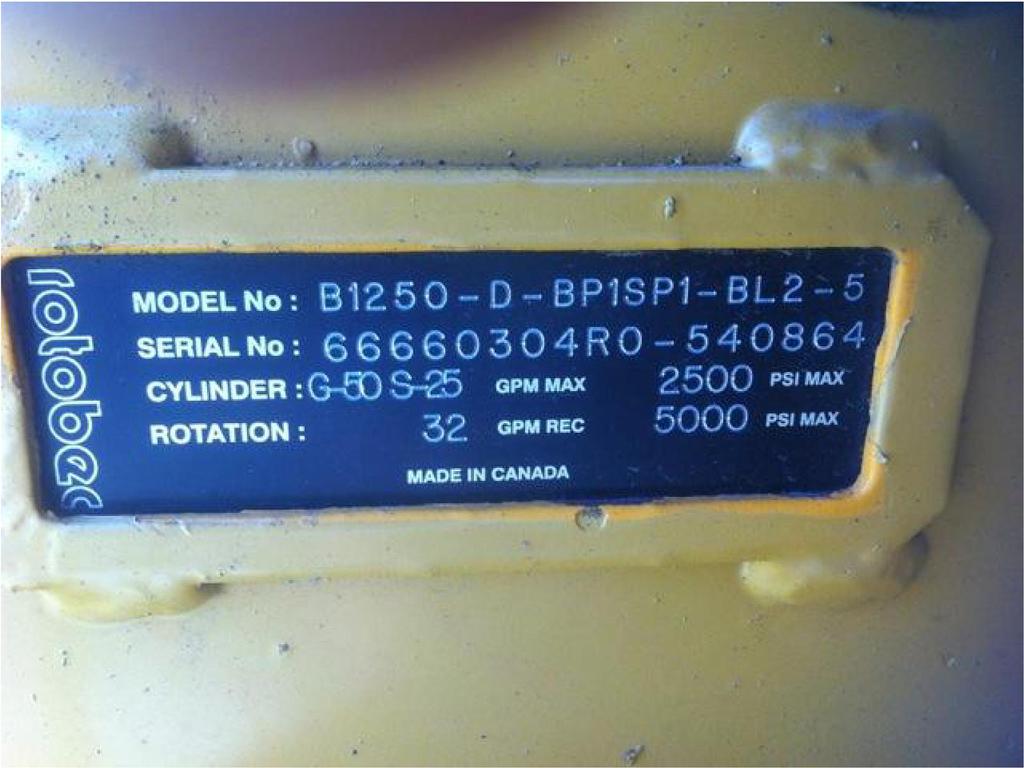 rotobec
MODEL No : B1250-D-BP1SP1-BL2-5
SERIAL No : 66660304R0-540864
CYLINDER : G-50 S-25 GPM MAX 2500 PSI MAX
ROTATION : 32 GPM REC 5000 PSI MAX
MADE IN CANADA